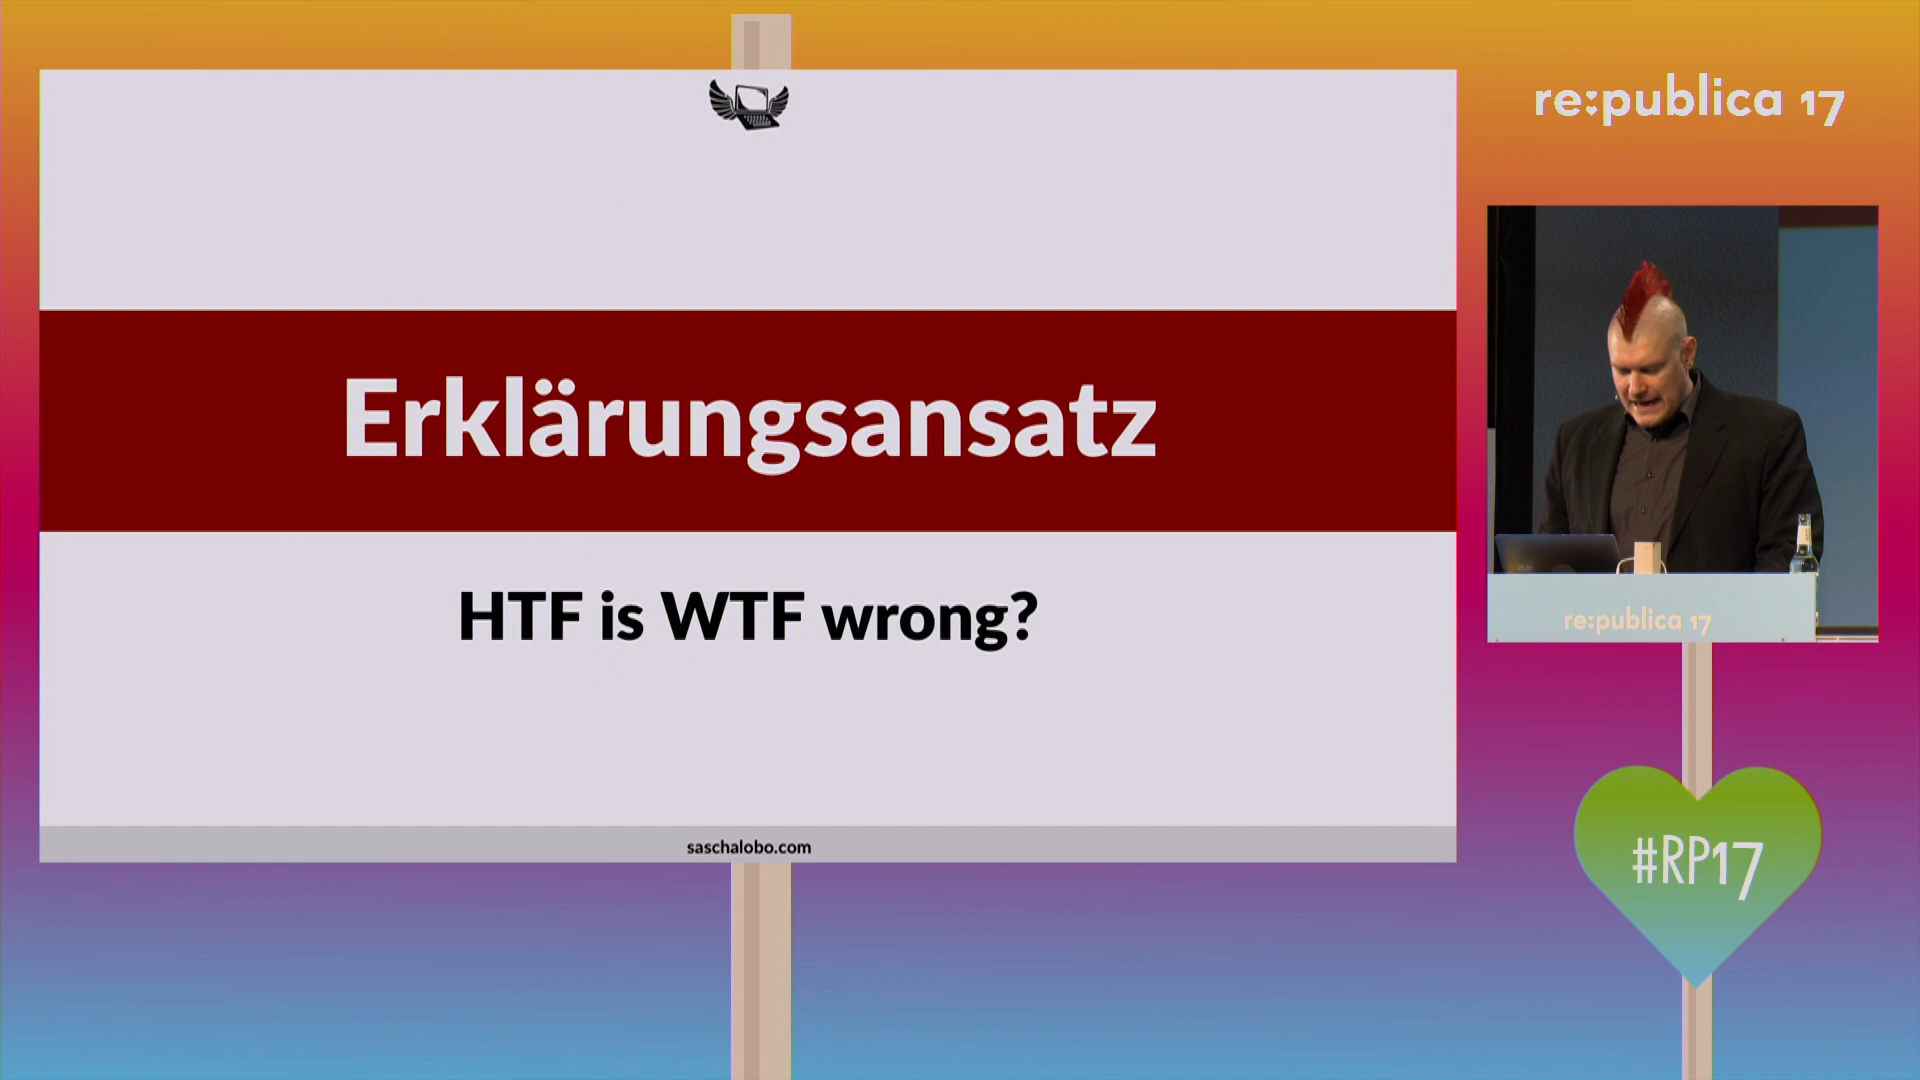 re:publica 17
Erklärungsansatz
HTF is WTF wrong?
saschalobo.com
re:publica 17
#RP17